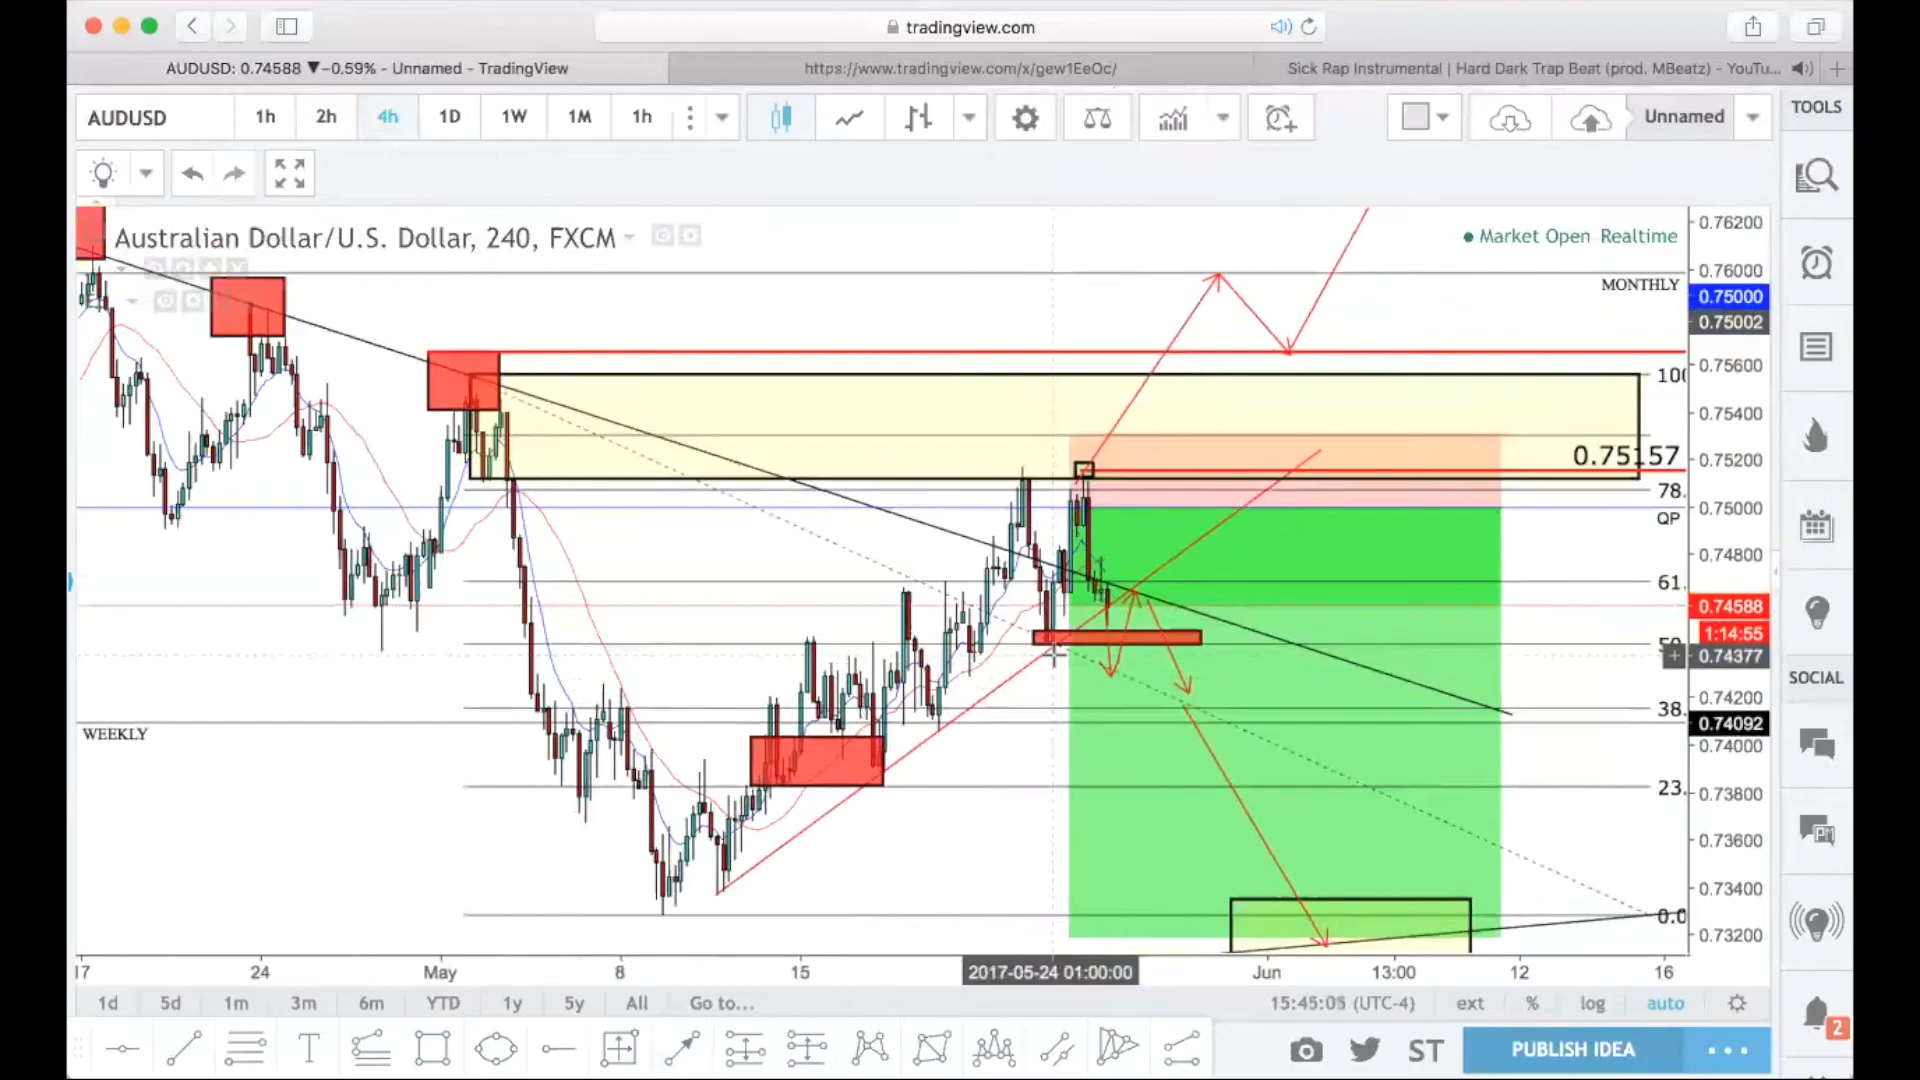 tradingview.com
AUDUSD: 0.74588 ▼−0.59% - Unnamed - TradingView
https://www.tradingview.com/x/gew1EeOc/
Sick Rap Instrumental | Hard Dark Trap Beat (prod. MBeatz) - YouTu...
AUDUSD 1h 2h 4h 1D 1W 1M 1h Unnamed TOOLS
Australian Dollar/U.S. Dollar, 240, FXCM
Market Open Realtime
MONTHLY
0.75157
WEEKLY
QP
100
78.
61.
38.
23.
0.0
0.76200
0.76000
0.75000
0.75002
0.75600
0.75400
0.75200
0.75000
0.74800
0.74588
1:14:55
0.74377
0.74200
0.74092
0.74000
0.73800
0.73600
0.73400
0.73200
SOCIAL
17 24 May 8 15 2017-05-24 01:00:00 Jun 13:00 12 16
1d 5d 1m 3m 6m YTD 1y 5y All Go to... 15:45:05 (UTC-4) ext % log auto
T
ST
PUBLISH IDEA
2